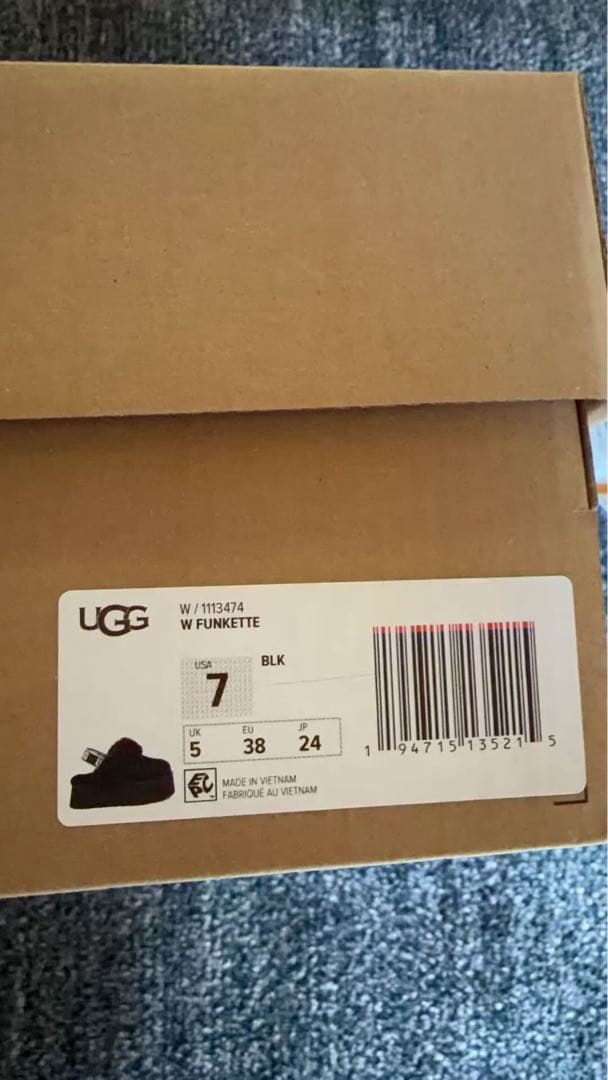 UGG
W / 1113474
W FUNKETTE
USA
7
BLK
UK EU JP
5 38 24
1 94715 13521 5
MADE IN VIETNAM
FABRIQUÉ AU VIETNAM